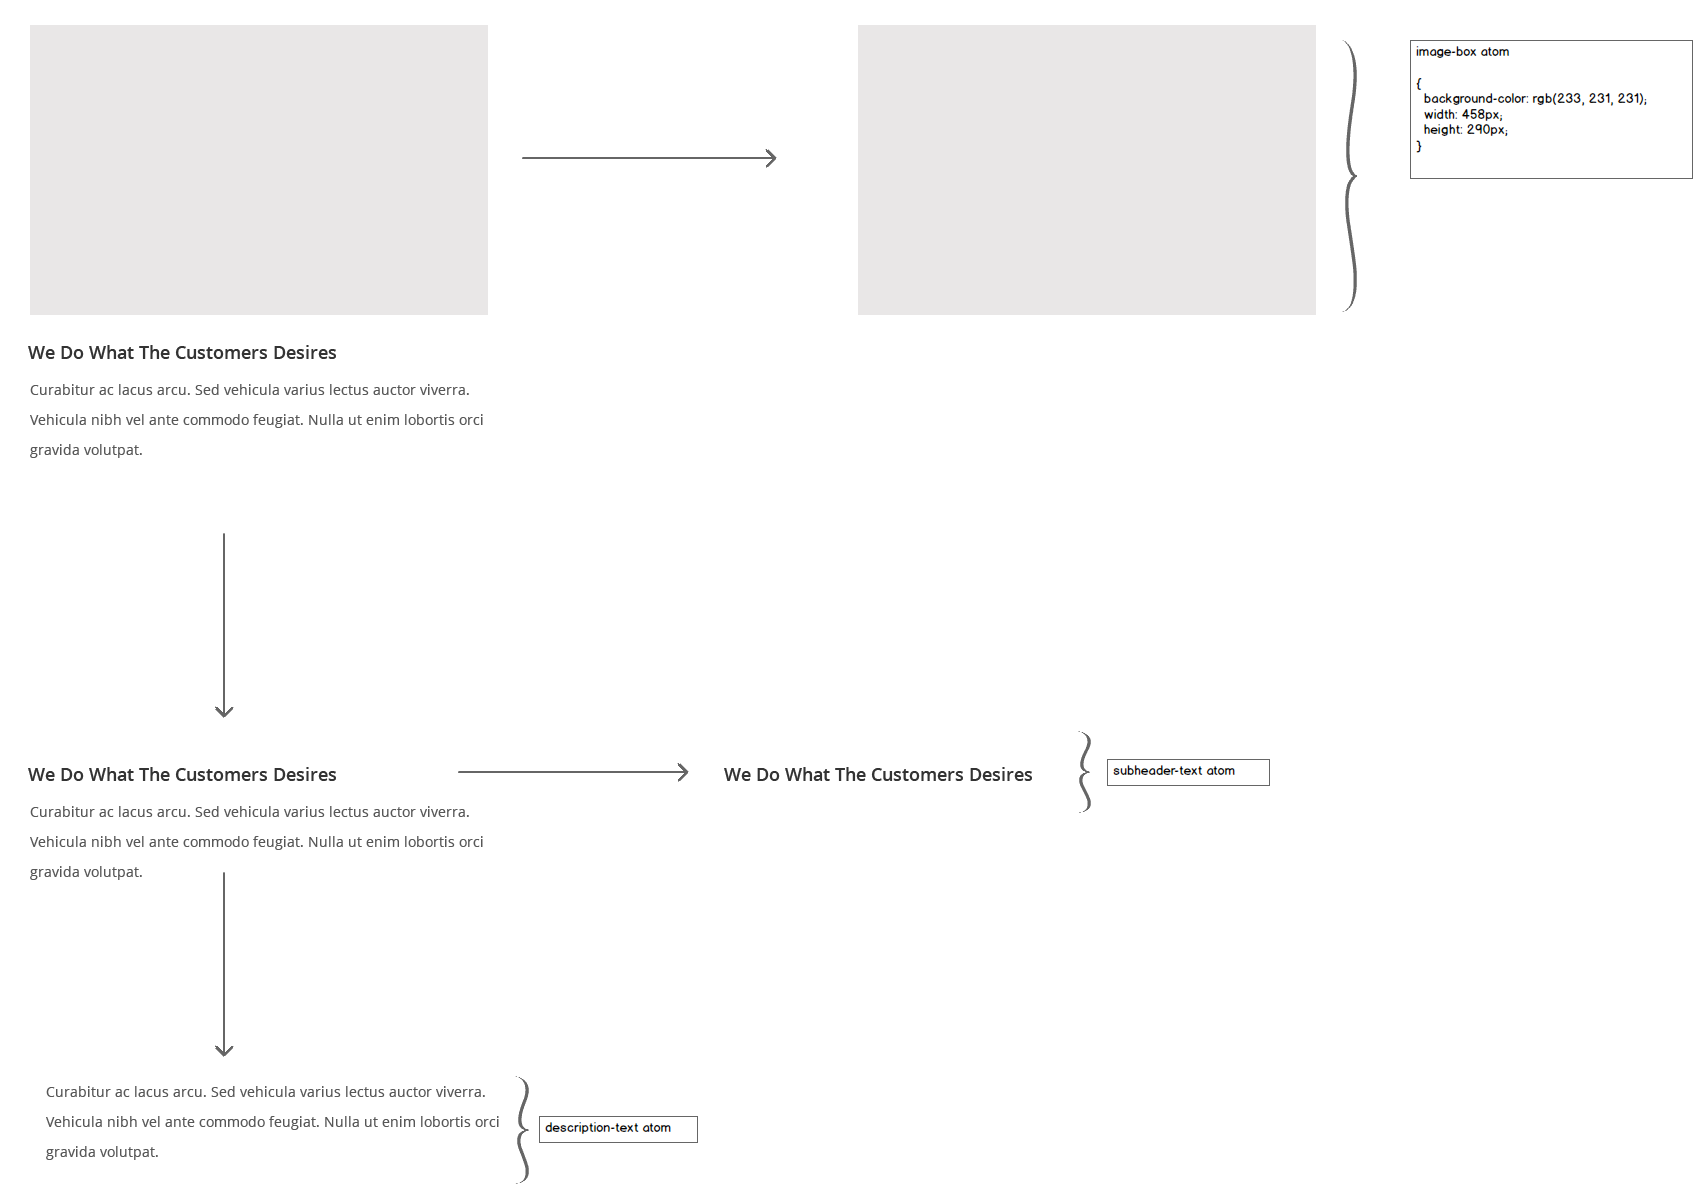 image-box atom
{
background-color: rgb(233, 231, 231);
width: 458px;
height: 290px;
}
We Do What The Customers Desires
Curabitur ac lacus arcu. Sed vehicula varius lectus auctor viverra.
Vehicula nibh vel ante commodo feugiat. Nulla ut enim lobortis orci
gravida volutpat.
We Do What The Customers Desires
We Do What The Customers Desires
subheader-text atom
Curabitur ac lacus arcu. Sed vehicula varius lectus auctor viverra.
Vehicula nibh vel ante commodo feugiat. Nulla ut enim lobortis orci
gravida volutpat.
Curabitur ac lacus arcu. Sed vehicula varius lectus auctor viverra.
Vehicula nibh vel ante commodo feugiat. Nulla ut enim lobortis orci
gravida volutpat.
description-text atom